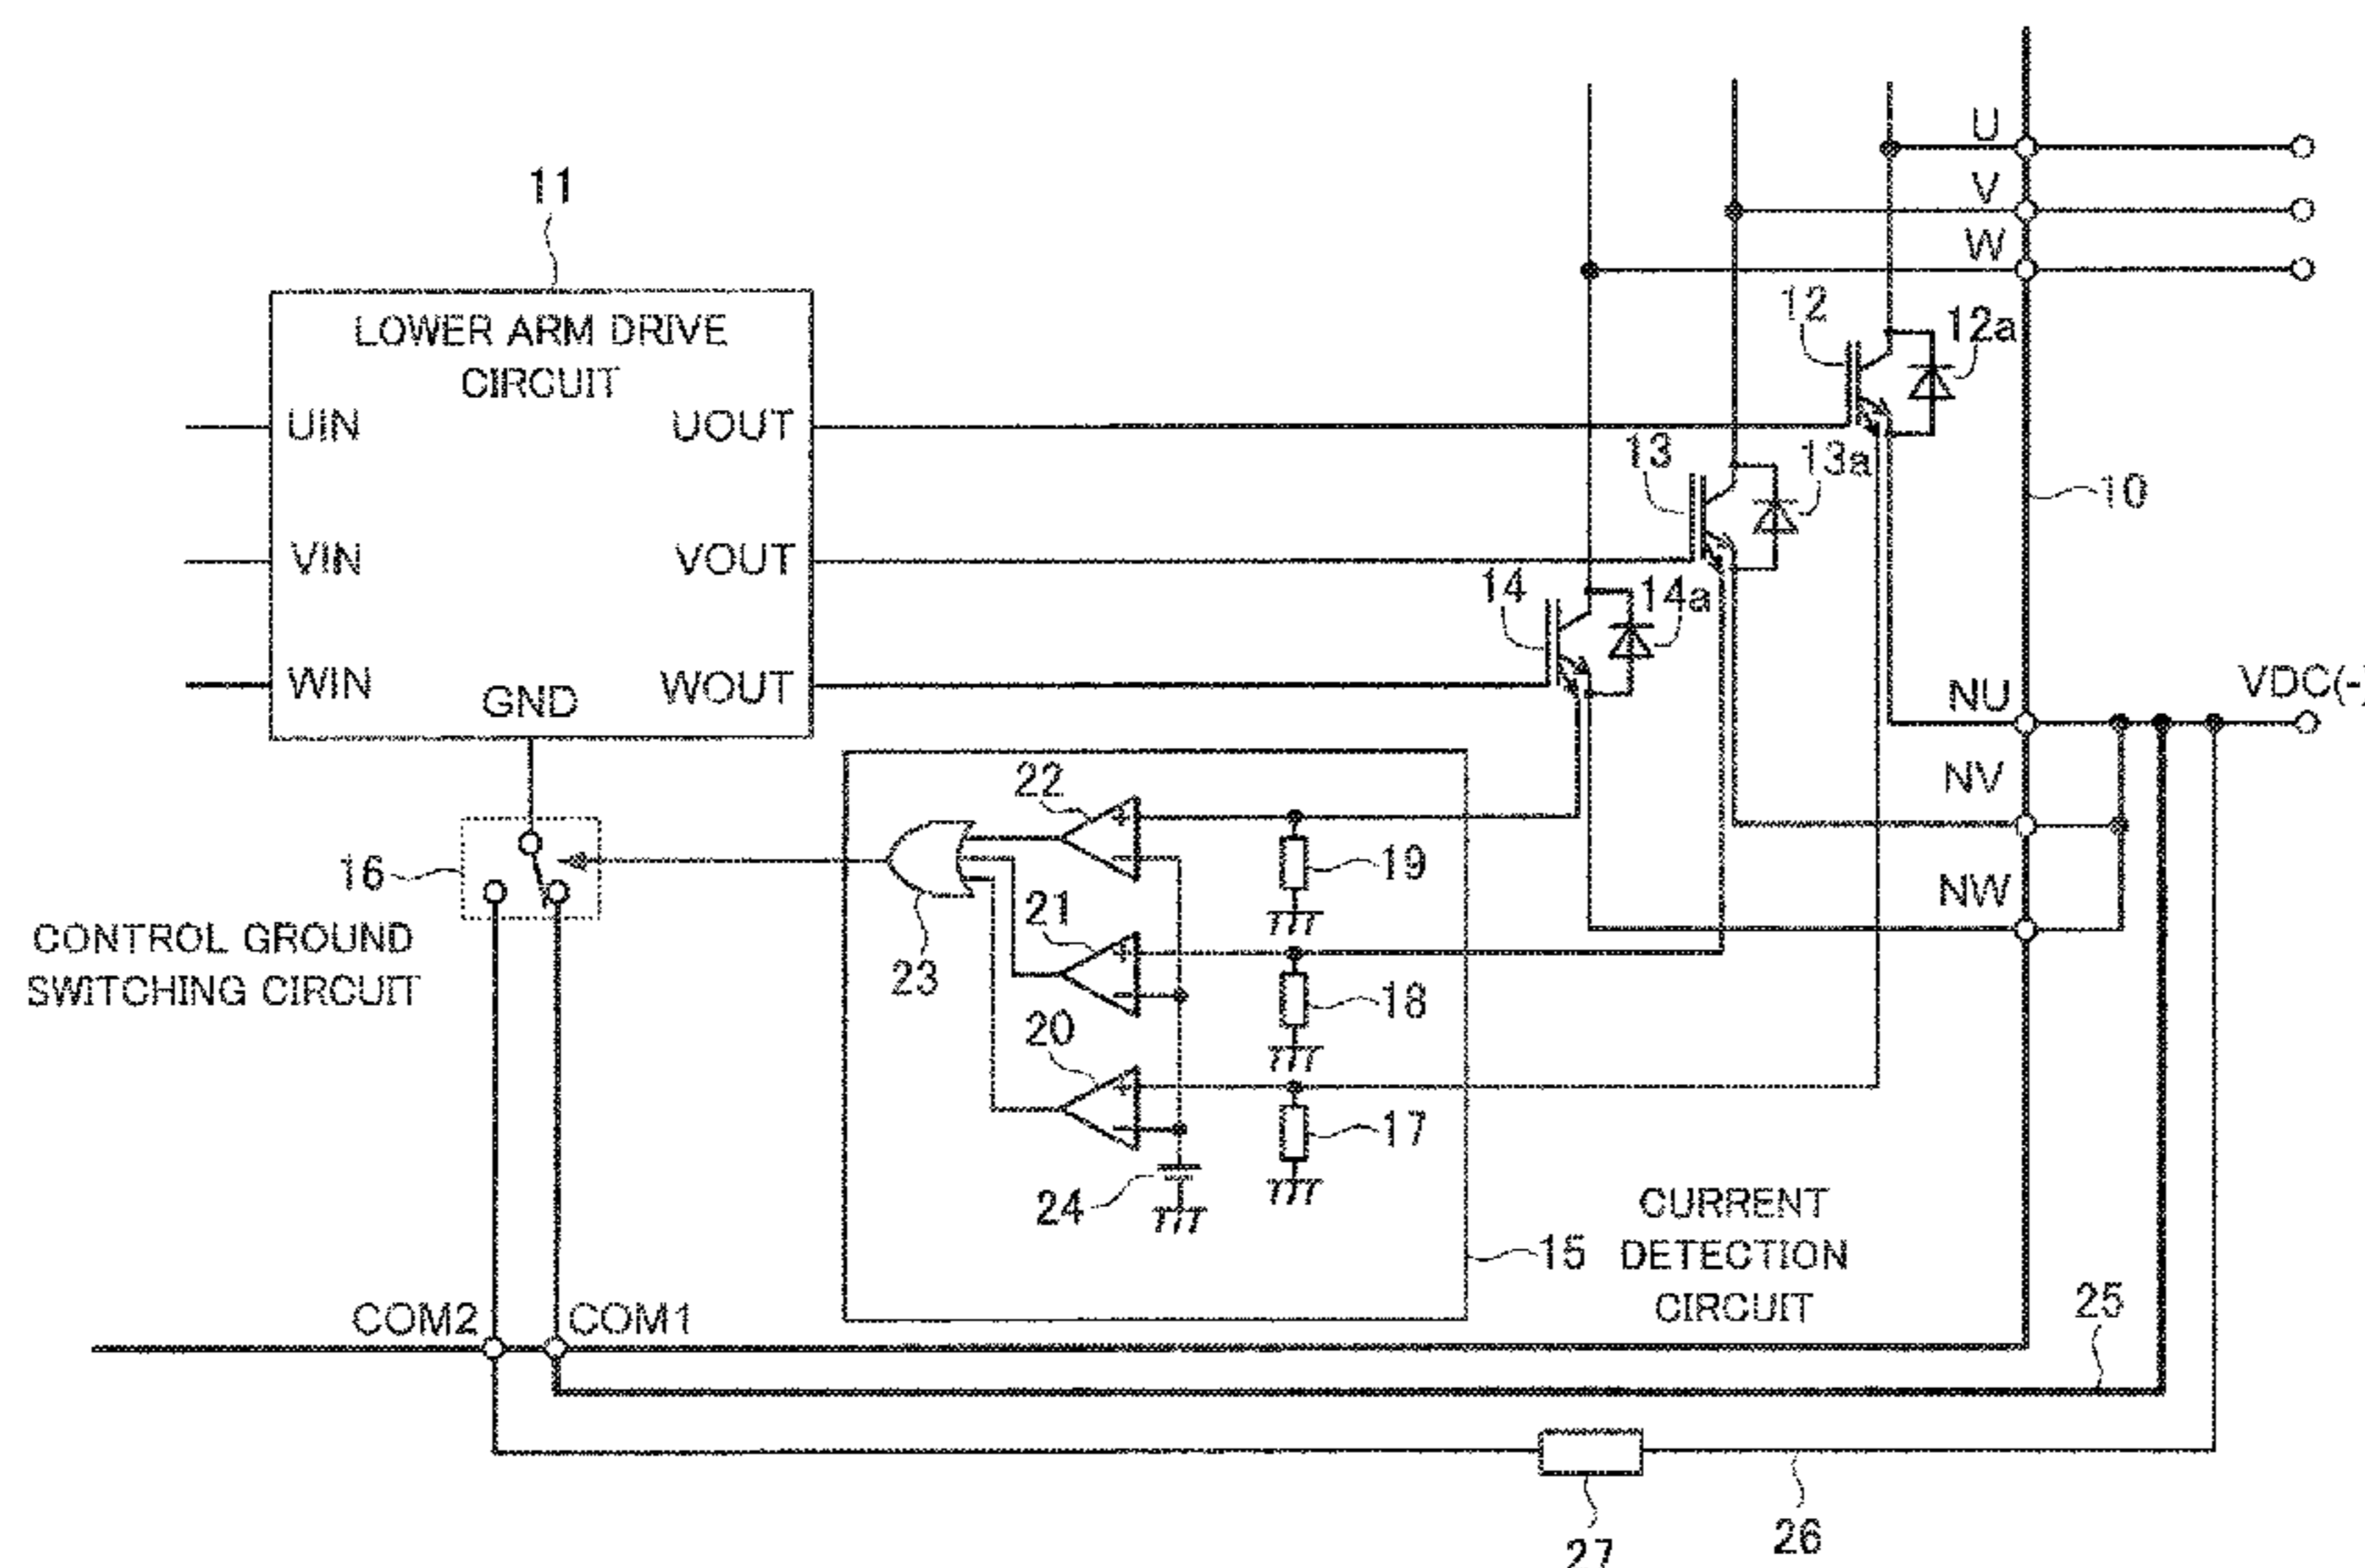 U
V
W
11
12
12a
LOWER ARM DRIVE
CIRCUIT
UIN
UOUT
13
13a
10
VIN
VOUT
14
14a
WIN
WOUT
GND
NU
VDC(-)
NV
NW
22
19
16
CONTROL GROUND
SWITCHING CIRCUIT
23
21
18
20
17
24
CURRENT
15 DETECTION
CIRCUIT
COM2
COM1
25
27
26